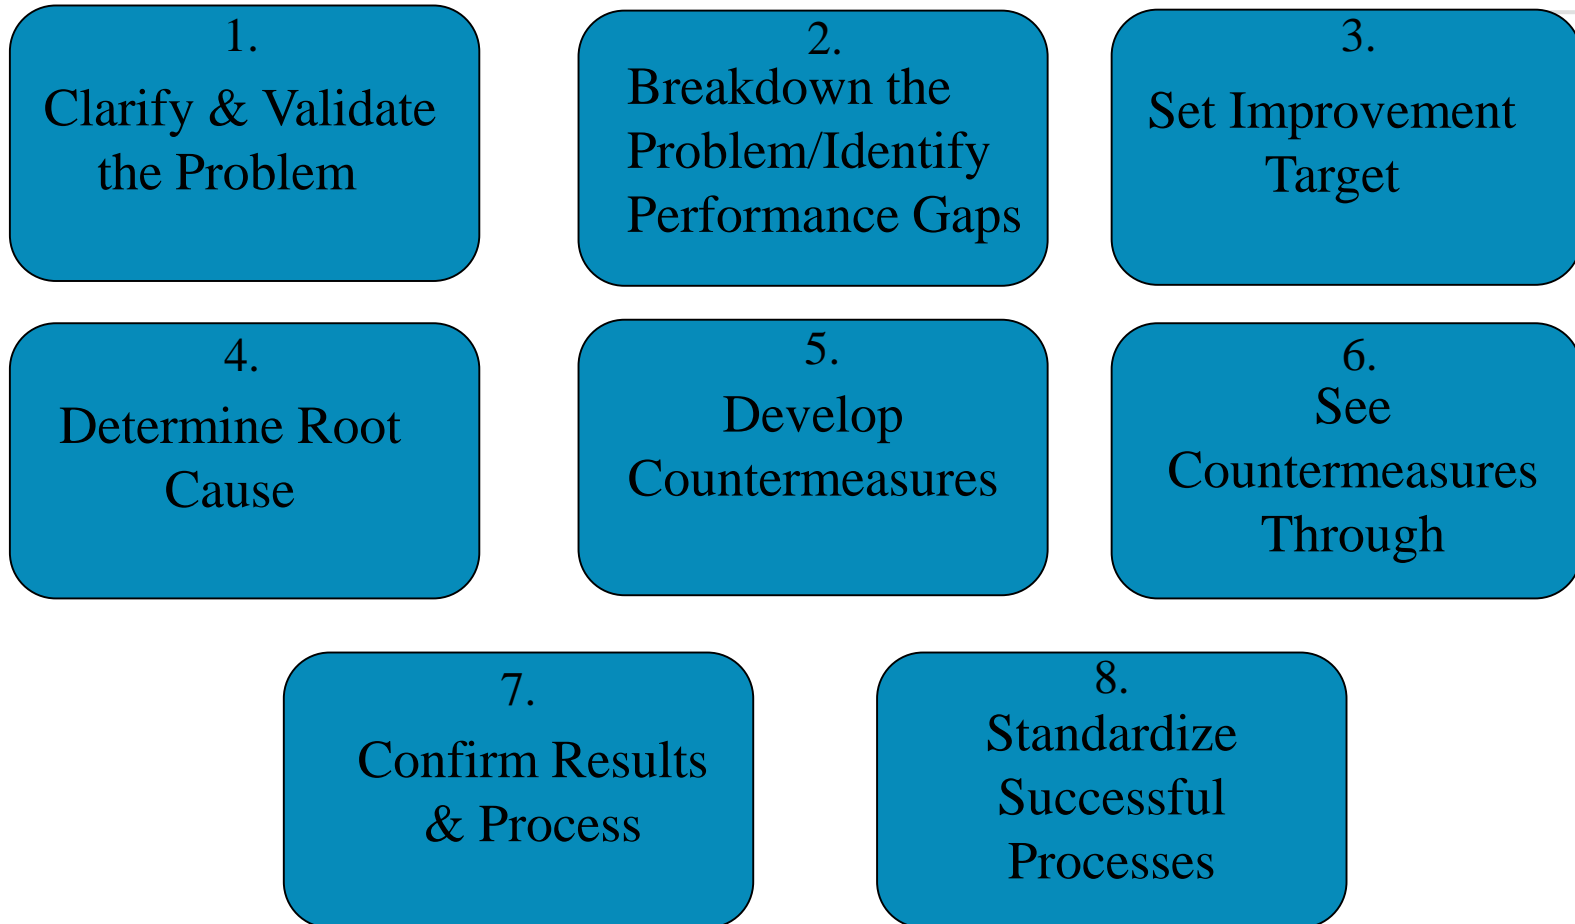 1.
Clarify & Validate
the Problem
2.
Breakdown the
Problem/Identify
Performance Gaps
3.
Set Improvement
Target
4.
Determine Root
Cause
5.
Develop
Countermeasures
6.
See
Countermeasures
Through
7.
Confirm Results
& Process
8.
Standardize
Successful
Processes